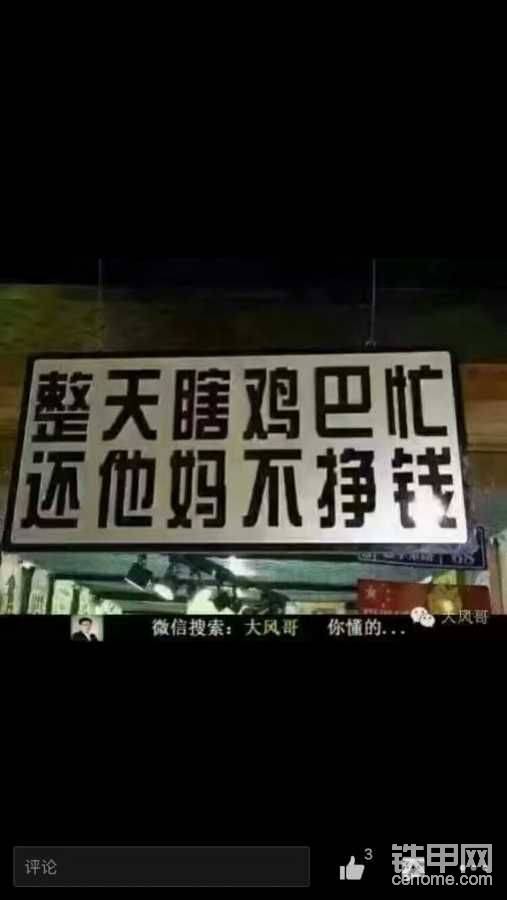 整天瞎鸡巴忙
还他妈不挣钱
68
微信搜索：大风哥 你懂的...
大风哥
评论
3
铁甲网
cehome.com